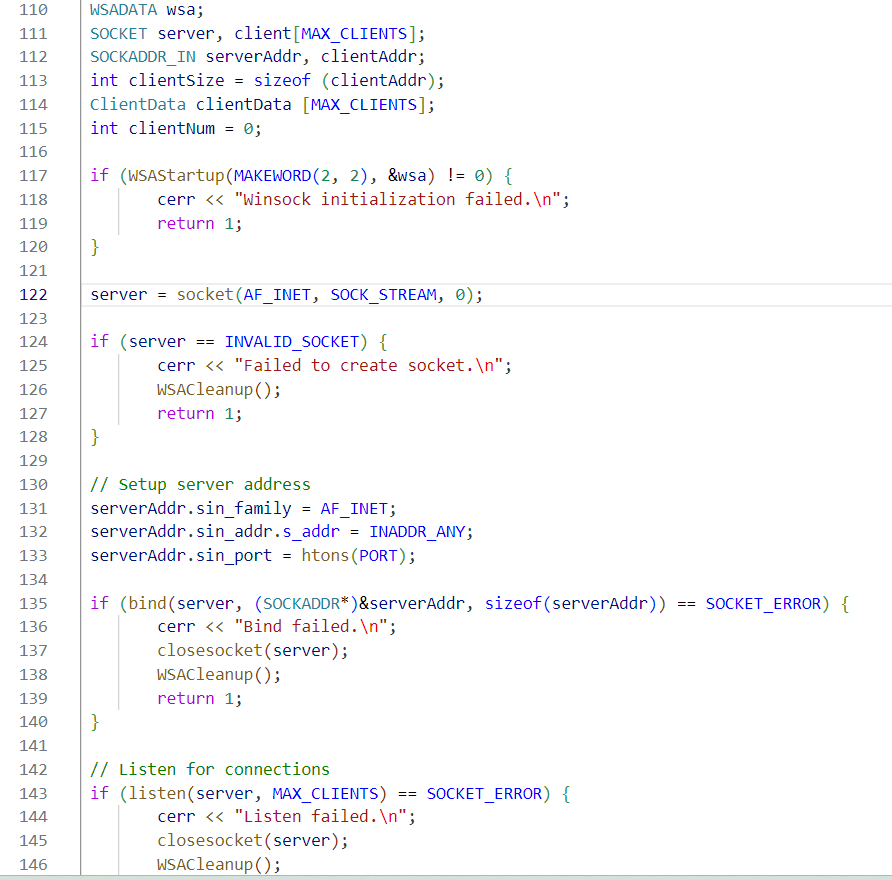 110 WSADATA wsa;
111 SOCKET server, client[MAX_CLIENTS];
112 SOCKADDR_IN serverAddr, clientAddr;
113 int clientSize = sizeof (clientAddr);
114 ClientData clientData [MAX_CLIENTS];
115 int clientNum = 0;
116
117 if (WSAStartup(MAKEWORD(2, 2), &wsa) != 0) {
118 cerr << "Winsock initialization failed.\n";
119 return 1;
120 }
121
122 server = socket(AF_INET, SOCK_STREAM, 0);
123
124 if (server == INVALID_SOCKET) {
125 cerr << "Failed to create socket.\n";
126 WSACleanup();
127 return 1;
128 }
129
130 // Setup server address
131 serverAddr.sin_family = AF_INET;
132 serverAddr.sin_addr.s_addr = INADDR_ANY;
133 serverAddr.sin_port = htons(PORT);
134
135 if (bind(server, (SOCKADDR*)&serverAddr, sizeof(serverAddr)) == SOCKET_ERROR) {
136 cerr << "Bind failed.\n";
137 closesocket(server);
138 WSACleanup();
139 return 1;
140 }
141
142 // Listen for connections
143 if (listen(server, MAX_CLIENTS) == SOCKET_ERROR) {
144 cerr << "Listen failed.\n";
145 closesocket(server);
146 WSACleanup();